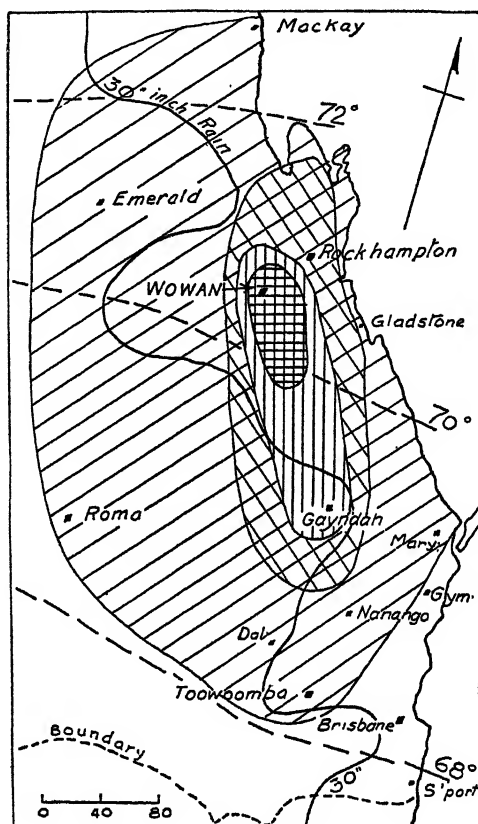 Mackay
30" inch Rain
72°
Emerald
Rockhampton
WOWAN
Gladstone
70°
Roma
Gayndah
Mary.
Gym.
Nanango
Dal.
Toowoomba
Brisbane
68°
Boundary
30"
S'port
0 40 80